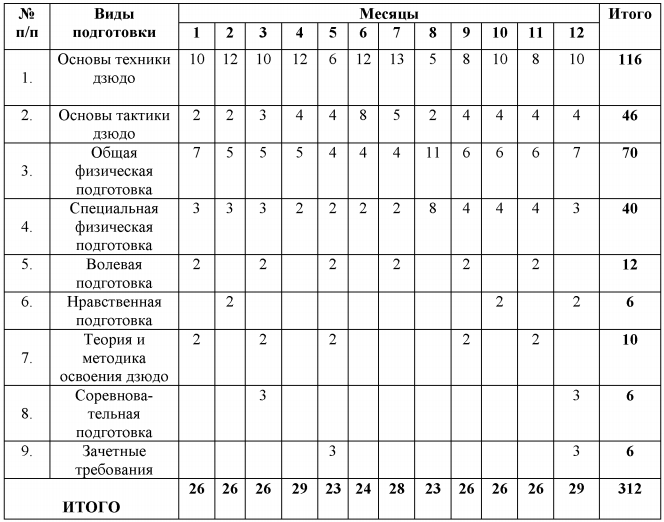 № п/п Виды подготовки Месяцы Итого
1 2 3 4 5 6 7 8 9 10 11 12
1. Основы техники дзюдо 10 12 10 12 6 12 13 5 8 10 8 10 116
2. Основы тактики дзюдо 2 2 3 4 4 8 5 2 4 4 4 4 46
3. Общая физическая подготовка 7 5 5 5 4 4 4 11 6 6 6 7 70
4. Специальная физическая подготовка 3 3 3 2 2 2 2 8 4 4 4 3 40
5. Волевая подготовка 2 2 2 2 2 2 12
6. Нравственная подготовка 2 2 2 6
7. Теория и методика освоения дзюдо 2 2 2 2 2 10
8. Соревнова- тельная подготовка 3 3 6
9. Зачетные требования 3 3 6
ИТОГО 26 26 26 29 23 24 28 23 26 26 26 29 312